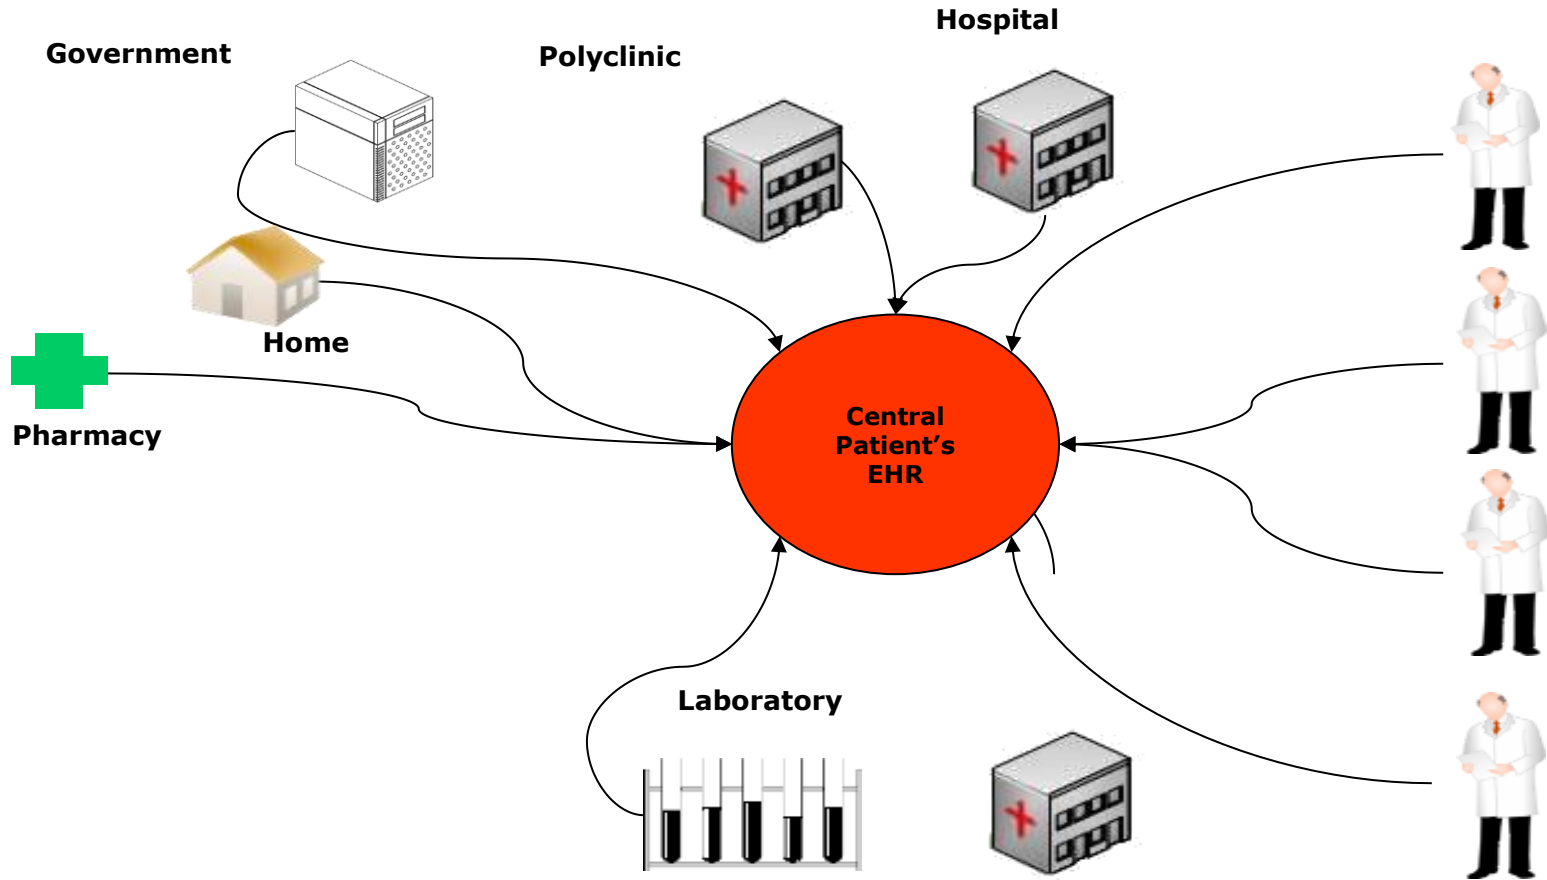 Hospital
Government
Polyclinic
Home
Pharmacy
Central
Patient’s
EHR
Laboratory